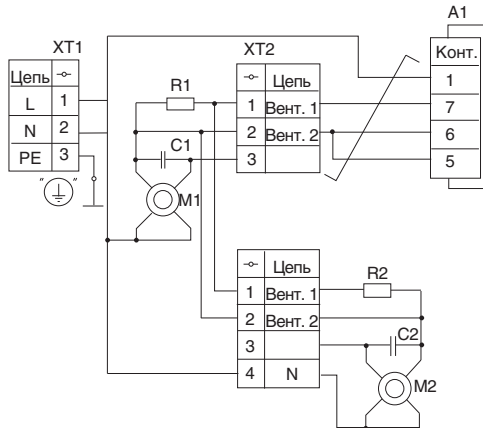 A1
XT1
XT2
Конт.
Цепь
R1
Цепь
1
L 1
1 Вент. 1
7
N 2
2 Вент. 2
6
PE 3
C1
3
5
" "
M1
Цепь
R2
1 Вент. 1
2 Вент. 2
C2
3
4 N
M2